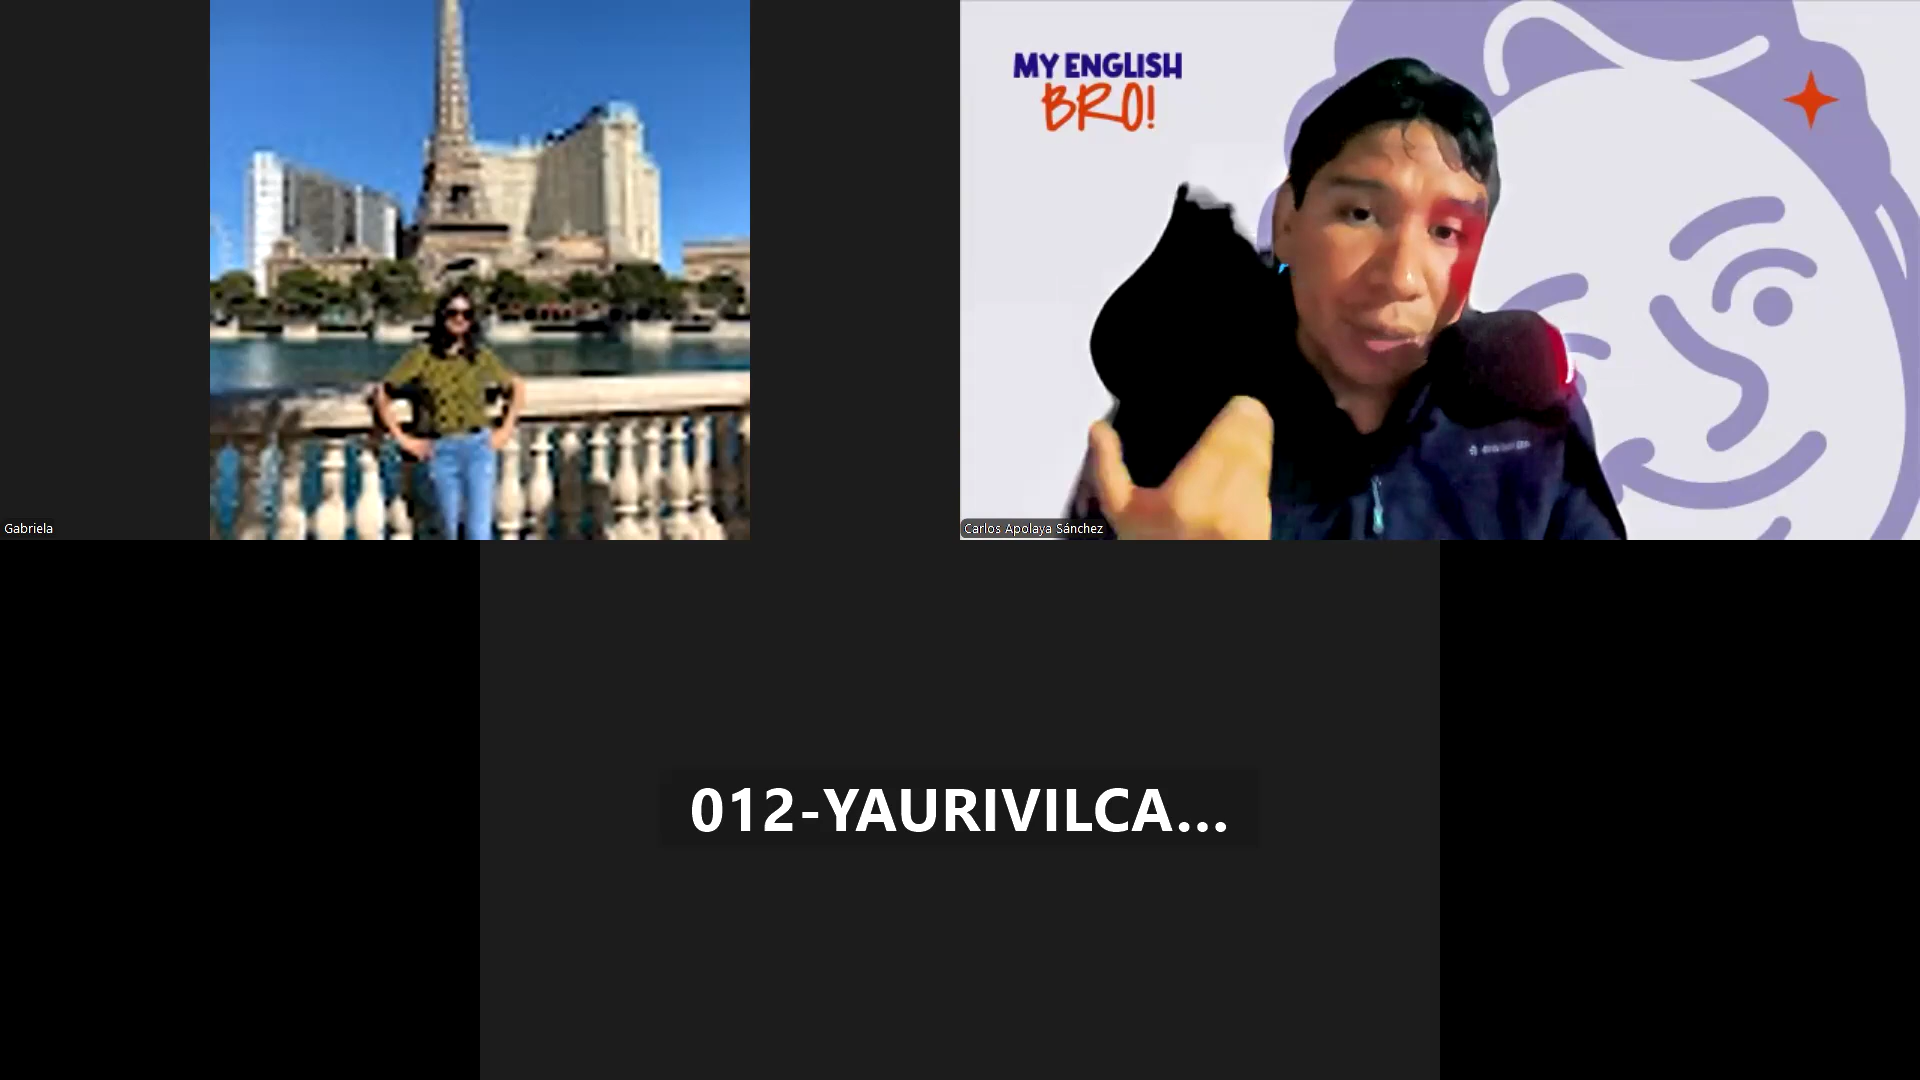 MY ENGLISH
BRO!
Gabriela
Carlos Apolaya Sánchez
012-YAURIVILCA...